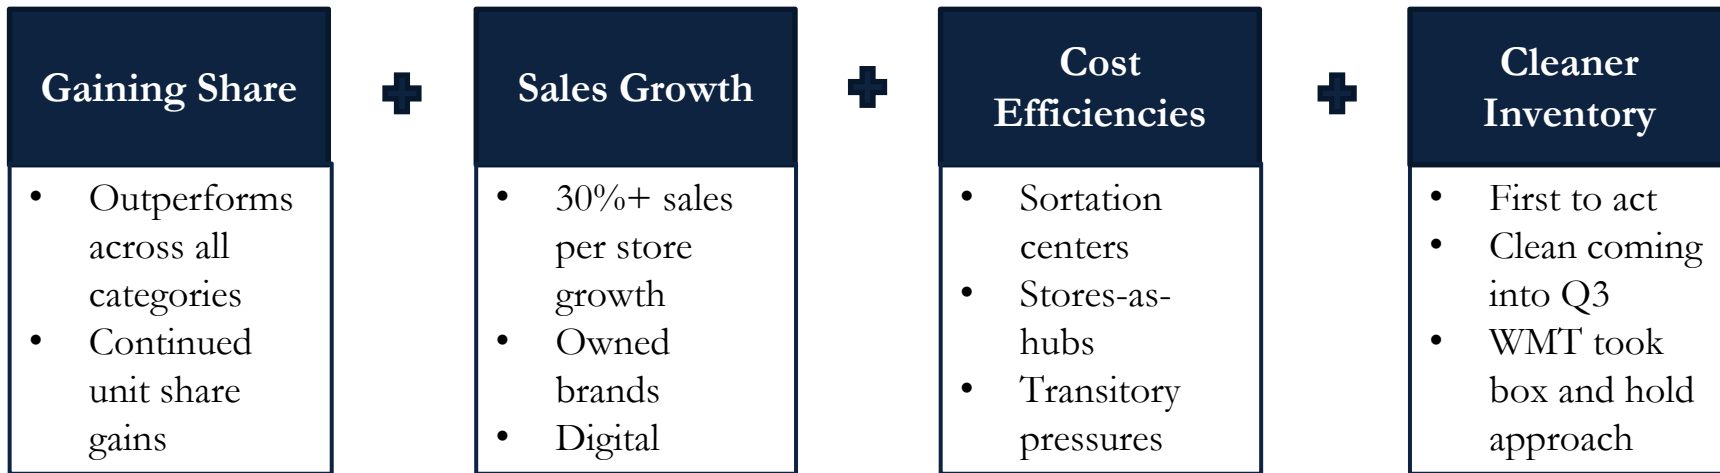 Gaining Share
• Outperforms
across all
categories
• Continued
unit share
gains
Sales Growth
• 30%+ sales
per store
growth
• Owned
brands
• Digital
Cost
Efficiencies
• Sortation
centers
• Stores-as-
hubs
• Transitory
pressures
Cleaner
Inventory
• First to act
• Clean coming
into Q3
• WMT took
box and hold
approach